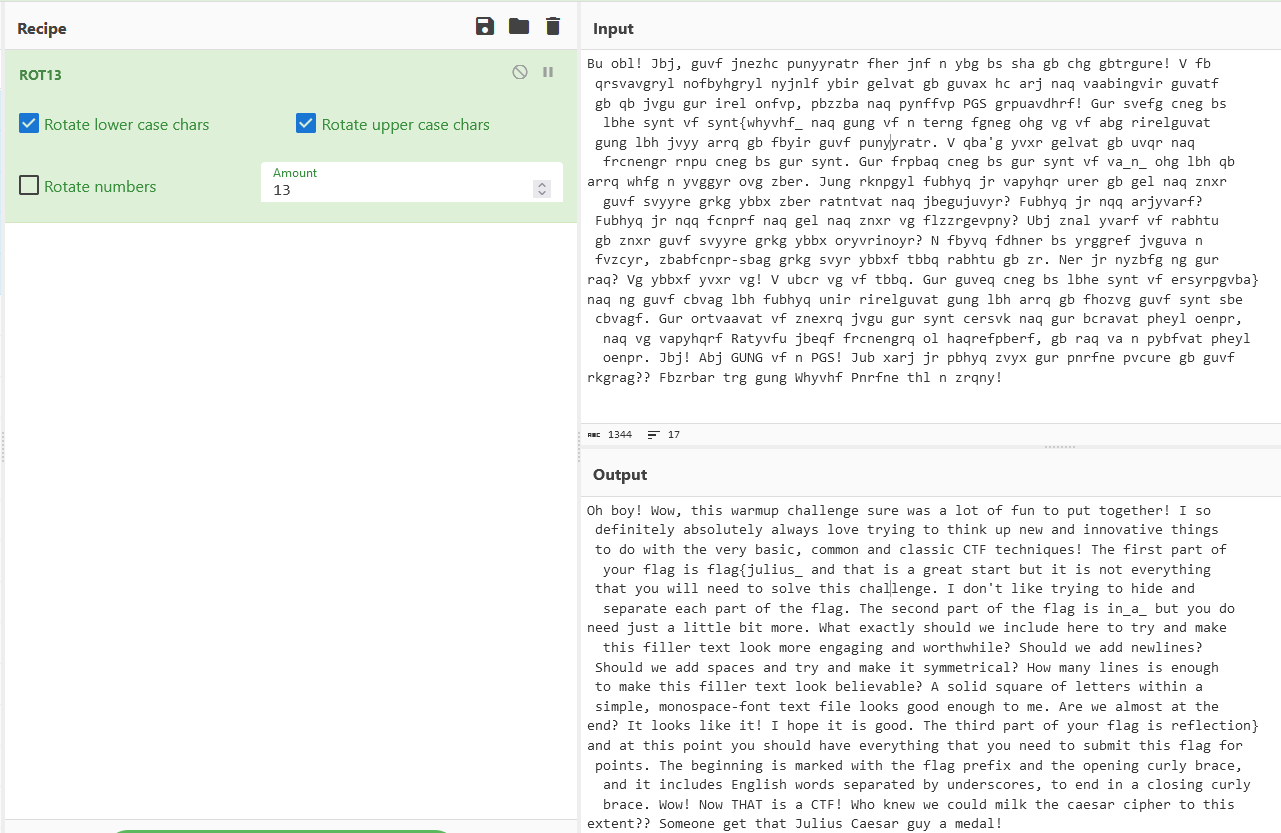 Recipe
ROT13
Rotate lower case chars
Rotate upper case chars
Rotate numbers
Amount
13
Input
Bu obl! Jbj, guvf jnezhc punyyratr fher jnf n ybg bs sha gb chg gbtrgure! V fb
qrsvavgryl nofbyhgryl nyjnlf ybir gelvat gb guvax hc arj naq vaabingvir guvatf
gb qb jvgu gur irel onfvp, pbzzba naq pynffvp PGS grpuavdhrf! Gur svefg cneg bs
lbhe synt vf synt{whyvhf_ naq gung vf n terng fgneg ohg vg vf abg rirelguvat
gung lbh jvyy arrq gb fbyir guvf punyyratr. V qba'g yvxr gelvat gb uvqr naq
frcnengr rnpu cneg bs gur synt. Gur frpbaq cneg bs gur synt vf va_n_ ohg lbh qb
arrq whfg n yvggyr ovg zber. Jung rknpgyl fubhyq jr vapyhqr urer gb gel naq znxr
guvf svyyre grkg ybbx zber ratntvat naq jbegujuvyr? Fubhyq jr nqq arjyvarf?
Fubhyq jr nqq fcnprf naq gel naq znxr vg flzzrgevpny? Ubj znal yvarf vf rabhtu
gb znxr guvf svyyre grkg ybbx oryvrinoyr? N fbyvq fdhner bs yrggref jvguva n
fvzcyr, zbabfcnpr-sbag grkg svyr ybbxf tbbq rabhtu gb zr. Ner jr nyzbfg ng gur
raq? Vg ybbxf yvxr vg! V ubcr vg vf tbbq. Gur guveq cneg bs lbhe synt vf ersyrpgvba}
naq ng guvf cbvag lbh fubhyq unir rirelguvat gung lbh arrq gb fhozvg guvf synt sbe
cbvagf. Gur ortvaavat vf znexrq jvgu gur synt cersvk naq gur bcravat pheyl oenpr,
naq vg vapyhqrf Ratyvfu jbeqf frcnengrq ol haqrefpberf, gb raq va n pybfvat pheyl
oenpr. Jbj! Abj GUNG vf n PGS! Jub xarj jr pbhyq zvyx gur pnrfne pvcure gb guvf
rkgrag?? Fbzrbar trg gung Whyvhf Pnrfne thl n zrqny!
ABC 1344 17
Output
Oh boy! Wow, this warmup challenge sure was a lot of fun to put together! I so
definitely absolutely always love trying to think up new and innovative things
to do with the very basic, common and classic CTF techniques! The first part of
your flag is flag{julius_ and that is a great start but it is not everything
that you will need to solve this challenge. I don't like trying to hide and
separate each part of the flag. The second part of the flag is in_a_ but you do
need just a little bit more. What exactly should we include here to try and make
this filler text look more engaging and worthwhile? Should we add newlines?
Should we add spaces and try and make it symmetrical? How many lines is enough
to make this filler text look believable? A solid square of letters within a
simple, monospace-font text file looks good enough to me. Are we almost at the
end? It looks like it! I hope it is good. The third part of your flag is reflection}
and at this point you should have everything that you need to submit this flag for
points. The beginning is marked with the flag prefix and the opening curly brace,
and it includes English words separated by underscores, to end in a closing curly
brace. Wow! Now THAT is a CTF! Who knew we could milk the caesar cipher to this
extent?? Someone get that Julius Caesar guy a medal!